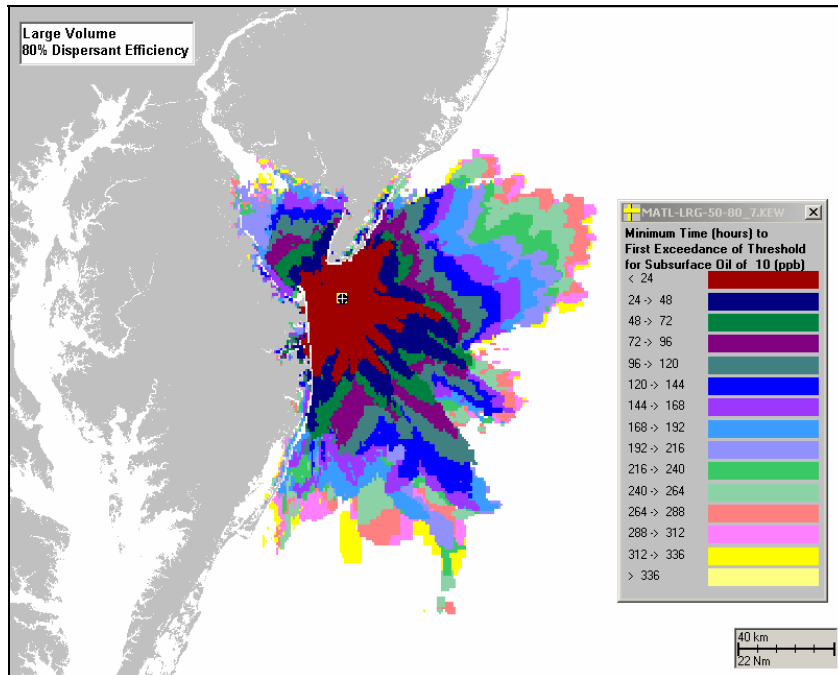 Large Volume
80% Dispersant Efficiency
MATL-LRG-50-80_7.KEW
Minimum Time (hours) to
First Exceedance of Threshold
for Subsurface Oil of 10 (ppb)
< 24
24 -> 48
48 -> 72
72 -> 96
96 -> 120
120 -> 144
144 -> 168
168 -> 192
192 -> 216
216 -> 240
240 -> 264
264 -> 288
288 -> 312
312 -> 336
> 336
40 km
22 Nm